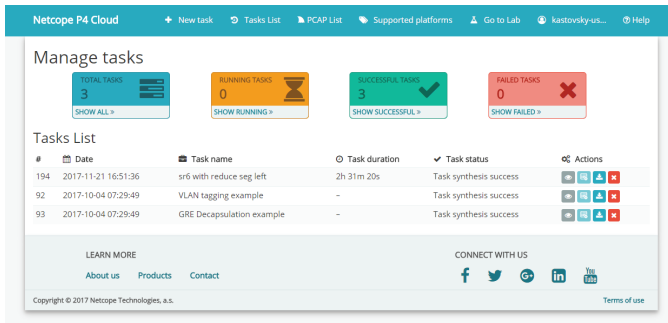 Netcope P4 Cloud New task Tasks List PCAP List Supported platforms Go to Lab kastovsky-us... Help
Manage tasks
TOTAL TASKS RUNNING TASKS SUCCESSFUL TASKS FAILED TASKS
3 0 3 0
SHOW ALL » SHOW RUNNING » SHOW SUCCESSFUL » SHOW FAILED »
Tasks List
# Date Task name Task duration Task status Actions
194 2017-11-21 16:51:36 sr6 with reduce seg left 2h 31m 20s Task synthesis success
92 2017-10-04 07:29:49 VLAN tagging example – Task synthesis success
93 2017-10-04 07:29:49 GRE Decapsulation example – Task synthesis success
LEARN MORE CONNECT WITH US
About us Products Contact f G+ in You Tube
Copyright © 2017 Netcope Technologies, a.s. Terms of use